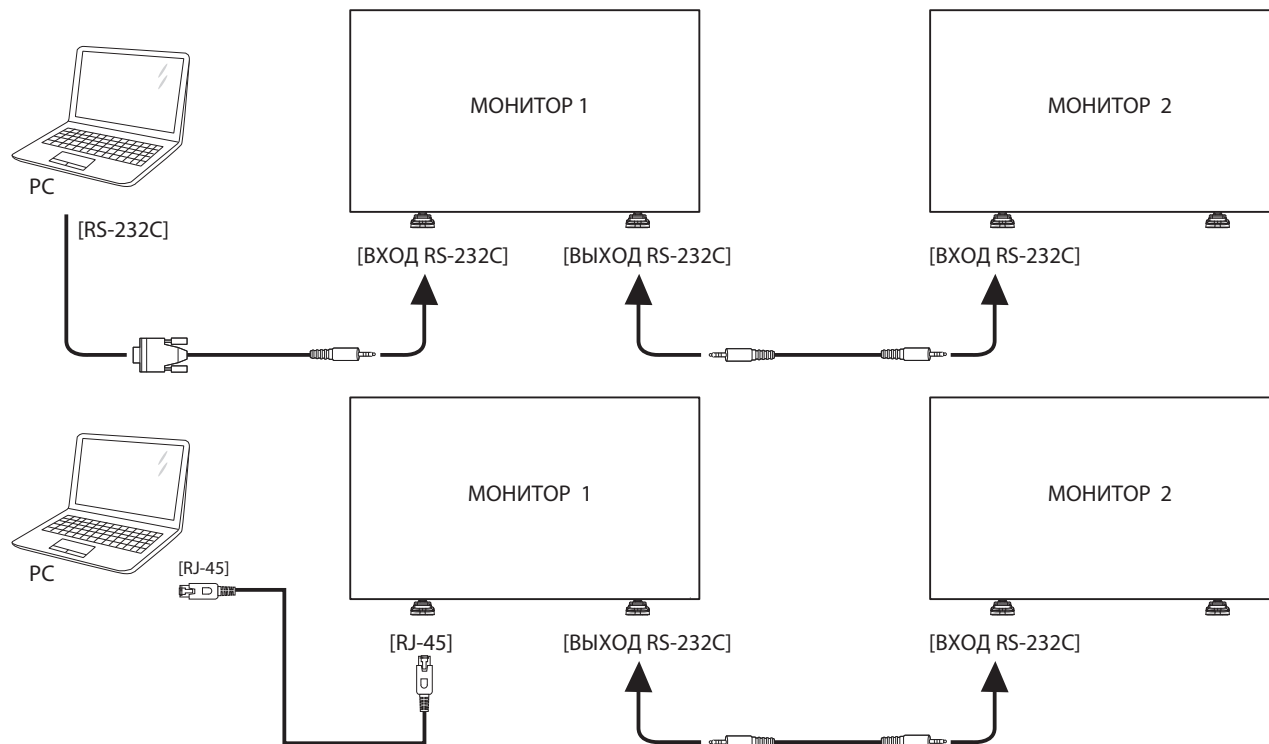 МОНИТОР 1
МОНИТОР 2
PC
[RS-232C]
[ВХОД RS-232C]
[ВЫХОД RS-232C]
[ВХОД RS-232C]
МОНИТОР 1
МОНИТОР 2
PC
[RJ-45]
[RJ-45]
[ВЫХОД RS-232C]
[ВХОД RS-232C]